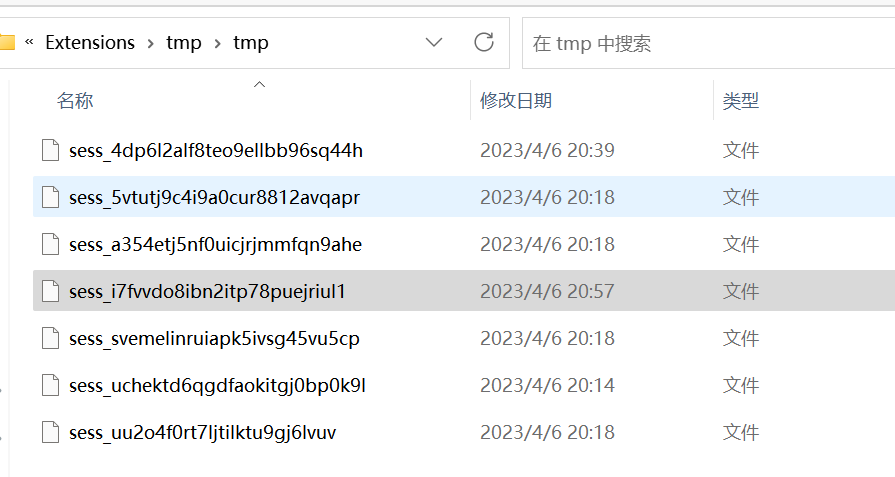 « Extensions > tmp > tmp
在 tmp 中搜索
名称 修改日期 类型
sess_4dp6l2alf8teo9ellbb96sq44h 2023/4/6 20:39 文件
sess_5vtutj9c4i9a0cur8812avqapr 2023/4/6 20:18 文件
sess_a354etj5nf0uicjrjmmfqn9ahe 2023/4/6 20:18 文件
sess_i7fvvdo8ibn2itp78puejriul1 2023/4/6 20:57 文件
sess_svemelinruiapk5ivsg45vu5cp 2023/4/6 20:18 文件
sess_uchektd6qgdfaokitgj0bp0k9l 2023/4/6 20:14 文件
sess_uu2o4f0rt7ljtilktu9gj6lvuv 2023/4/6 20:18 文件